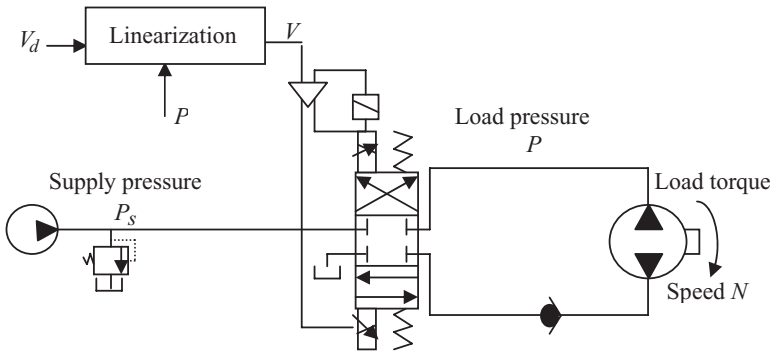 Linearization
V
V_d
P
Load pressure
P
Supply pressure
P_s
Load torque
Speed N